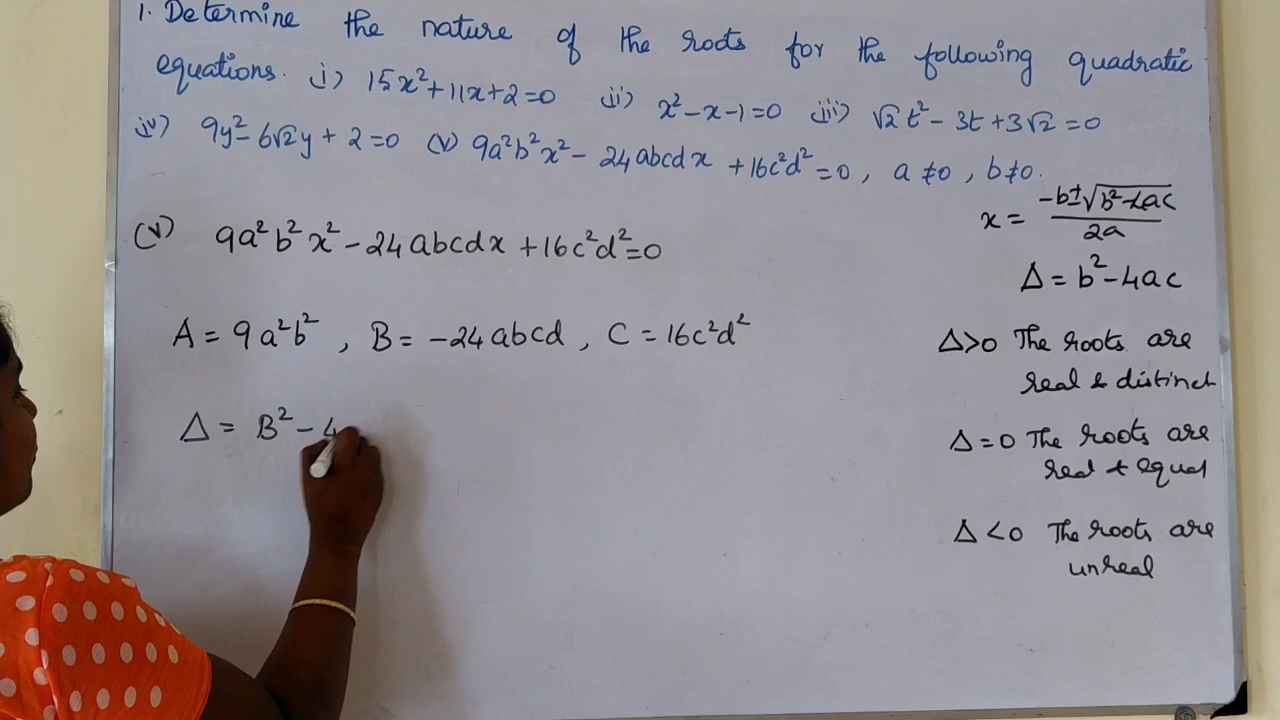 1. Determine the nature of the roots for the following quadratic
equations. i) 15x²+11x+2=0 ii) x²-x-1=0 iii) √2t²-3t+3√2=0
iv) 9y²-6√2y+2=0 (v) 9a²b²x²-24abcdx+16c²d²=0, a≠0, b≠0.
(v) 9a²b²x²-24abcdx+16c²d²=0
A=9a²b², B=-24abcd, C=16c²d²
Δ=B²-4
x=(-b±√(b²-4ac))/2a
Δ=b²-4ac
Δ>0 The roots are
real & distinct
Δ=0 The roots are
real & equal
Δ<0 The roots are
unreal